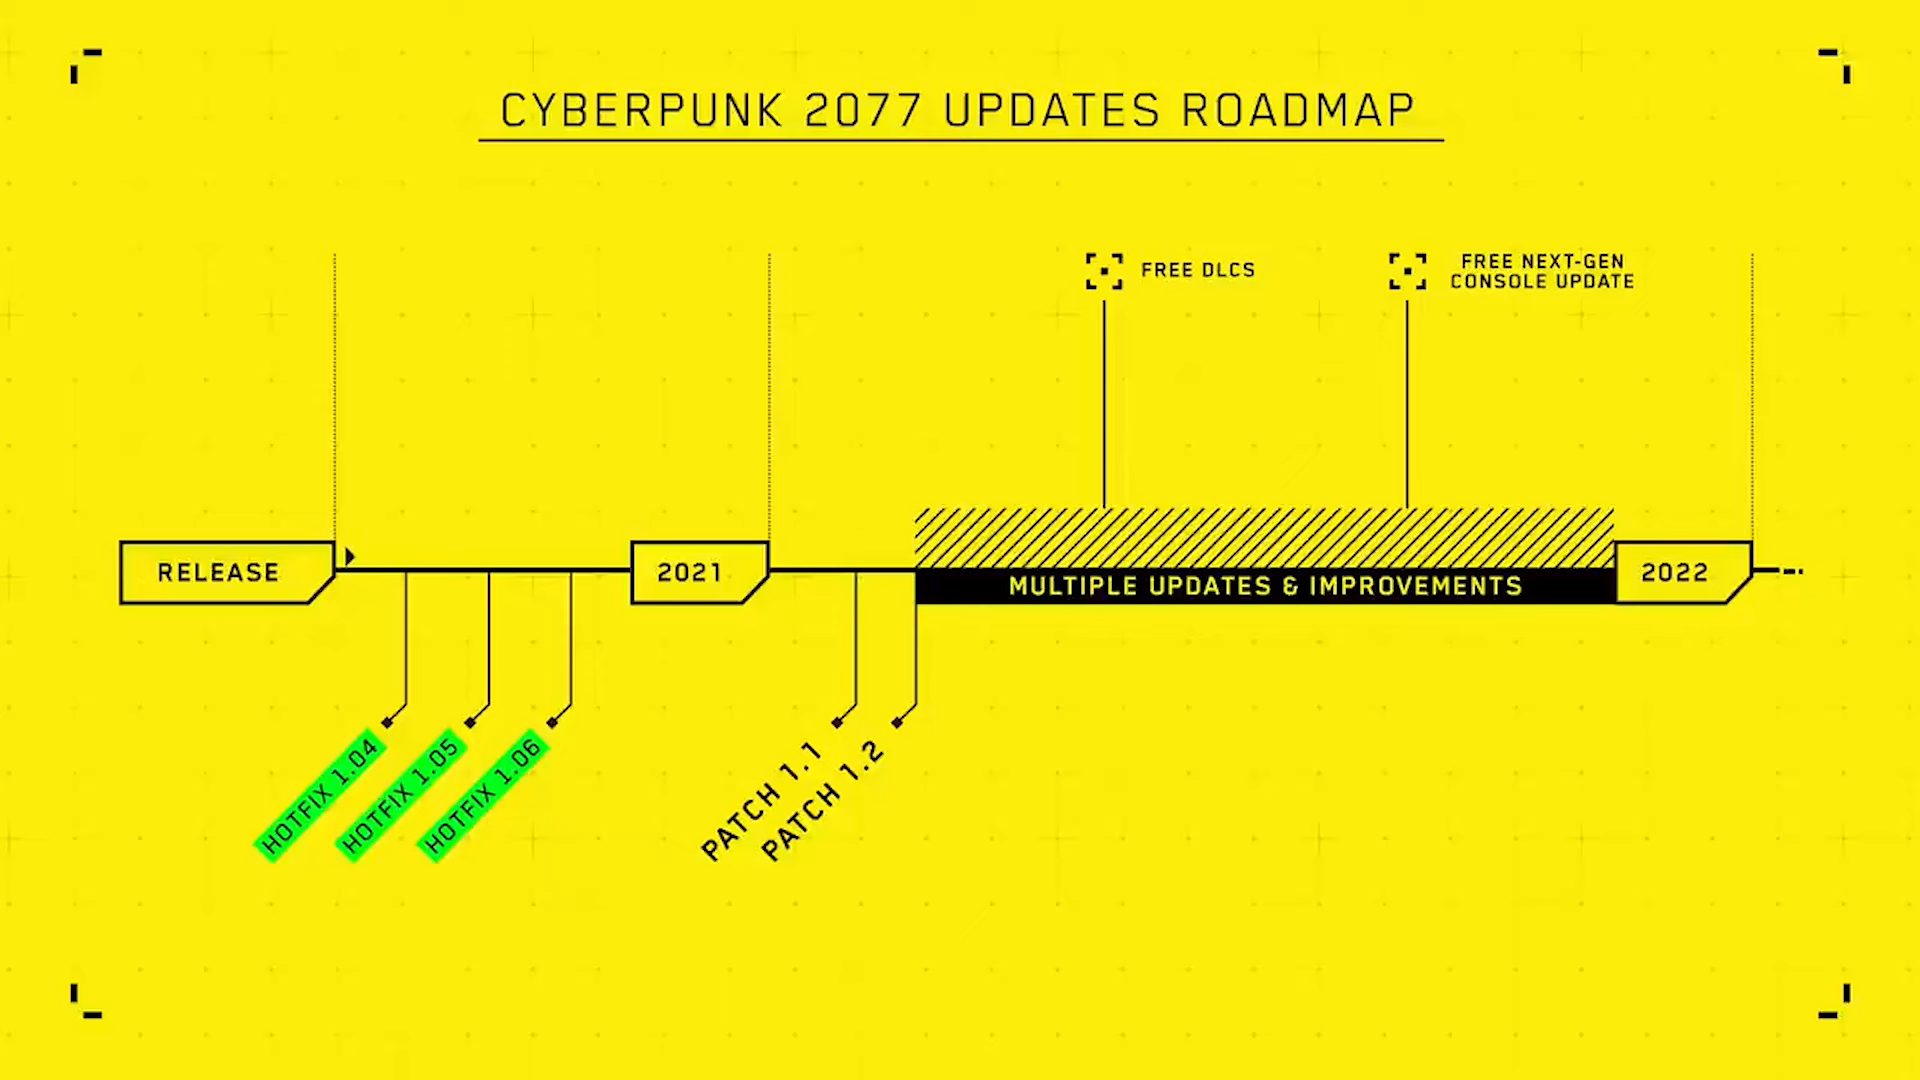 CYBERPUNK 2077 UPDATES ROADMAP
FREE DLCS
FREE NEXT-GEN
CONSOLE UPDATE
RELEASE
2021
MULTIPLE UPDATES & IMPROVEMENTS
2022
HOTFIX 1.04
HOTFIX 1.05
HOTFIX 1.06
PATCH 1.1
PATCH 1.2